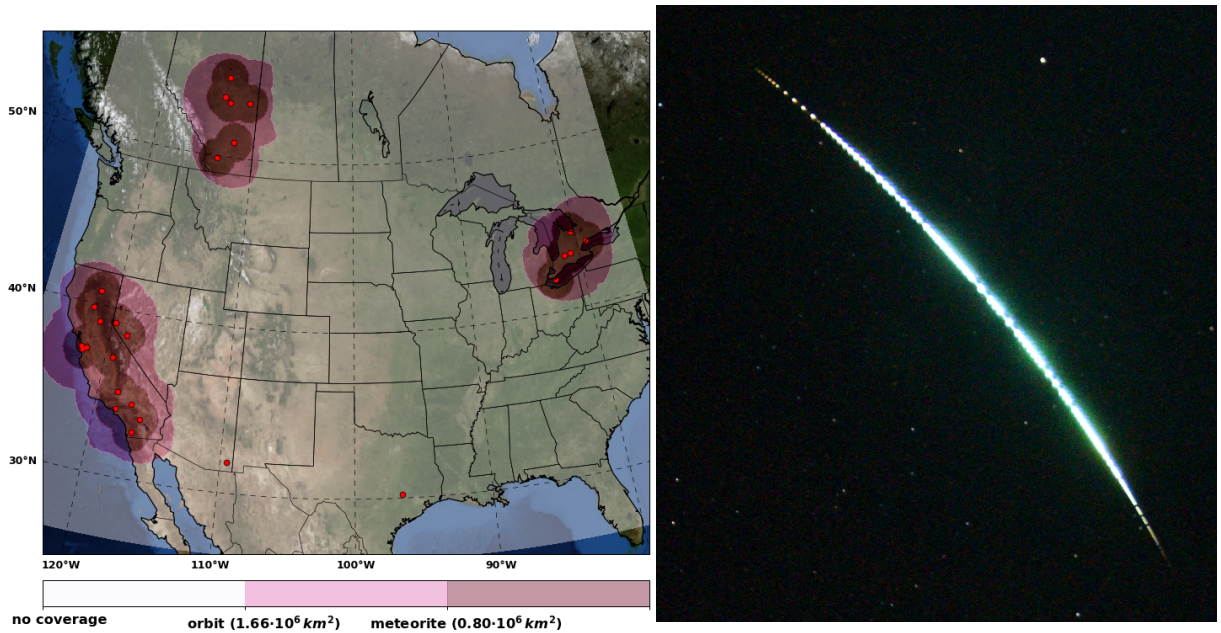 50°N
40°N
30°N
120°W 110°W 100°W 90°W
no coverage orbit (1.66·10⁶ km²) meteorite (0.80·10⁶ km²)